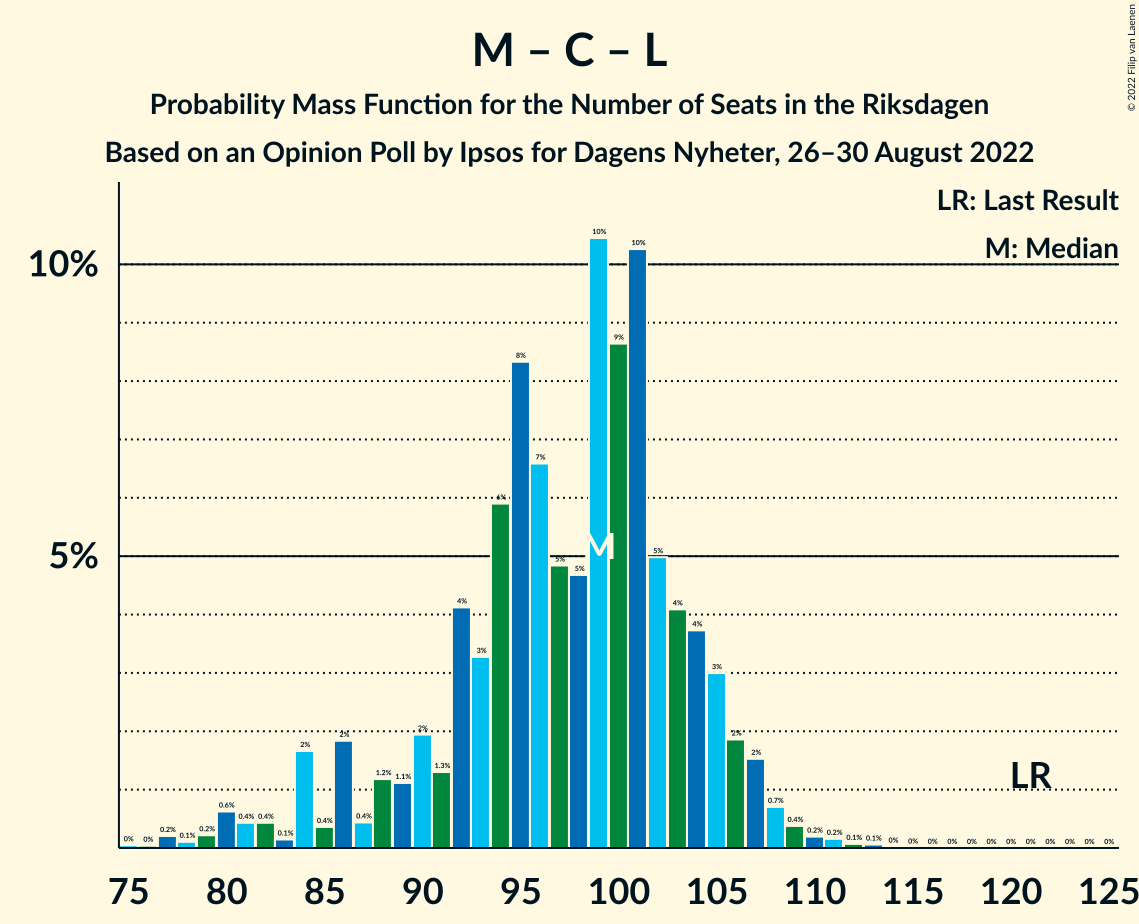 M – C – L
Probability Mass Function for the Number of Seats in the Riksdagen
Based on an Opinion Poll by Ipsos for Dagens Nyheter, 26–30 August 2022
© 2022 Filip van Laenen
LR: Last Result
M: Median
10%
5%
0% 0% 0.2% 0.1% 0.2% 0.6% 0.4% 0.4% 0.1% 2% 0.4% 2% 0.4% 1.2% 1.1% 2% 1.3% 4% 3% 6% 8% 7% 5% 5% 10% 9% 10% 5% 4% 4% 3% 2% 2% 0.7% 0.4% 0.2% 0.2% 0.1% 0.1% 0% 0% 0% 0% 0% 0% 0% 0% 0% 0% 0% 0%
M
LR
75 80 85 90 95 100 105 110 115 120 125